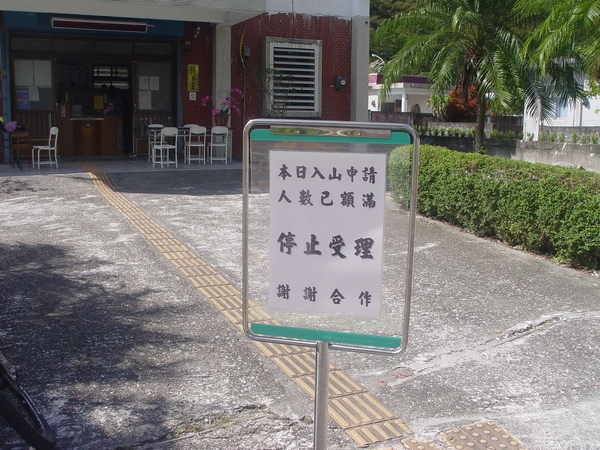 本日入山申請
人數已額滿
停止受理
謝謝合作